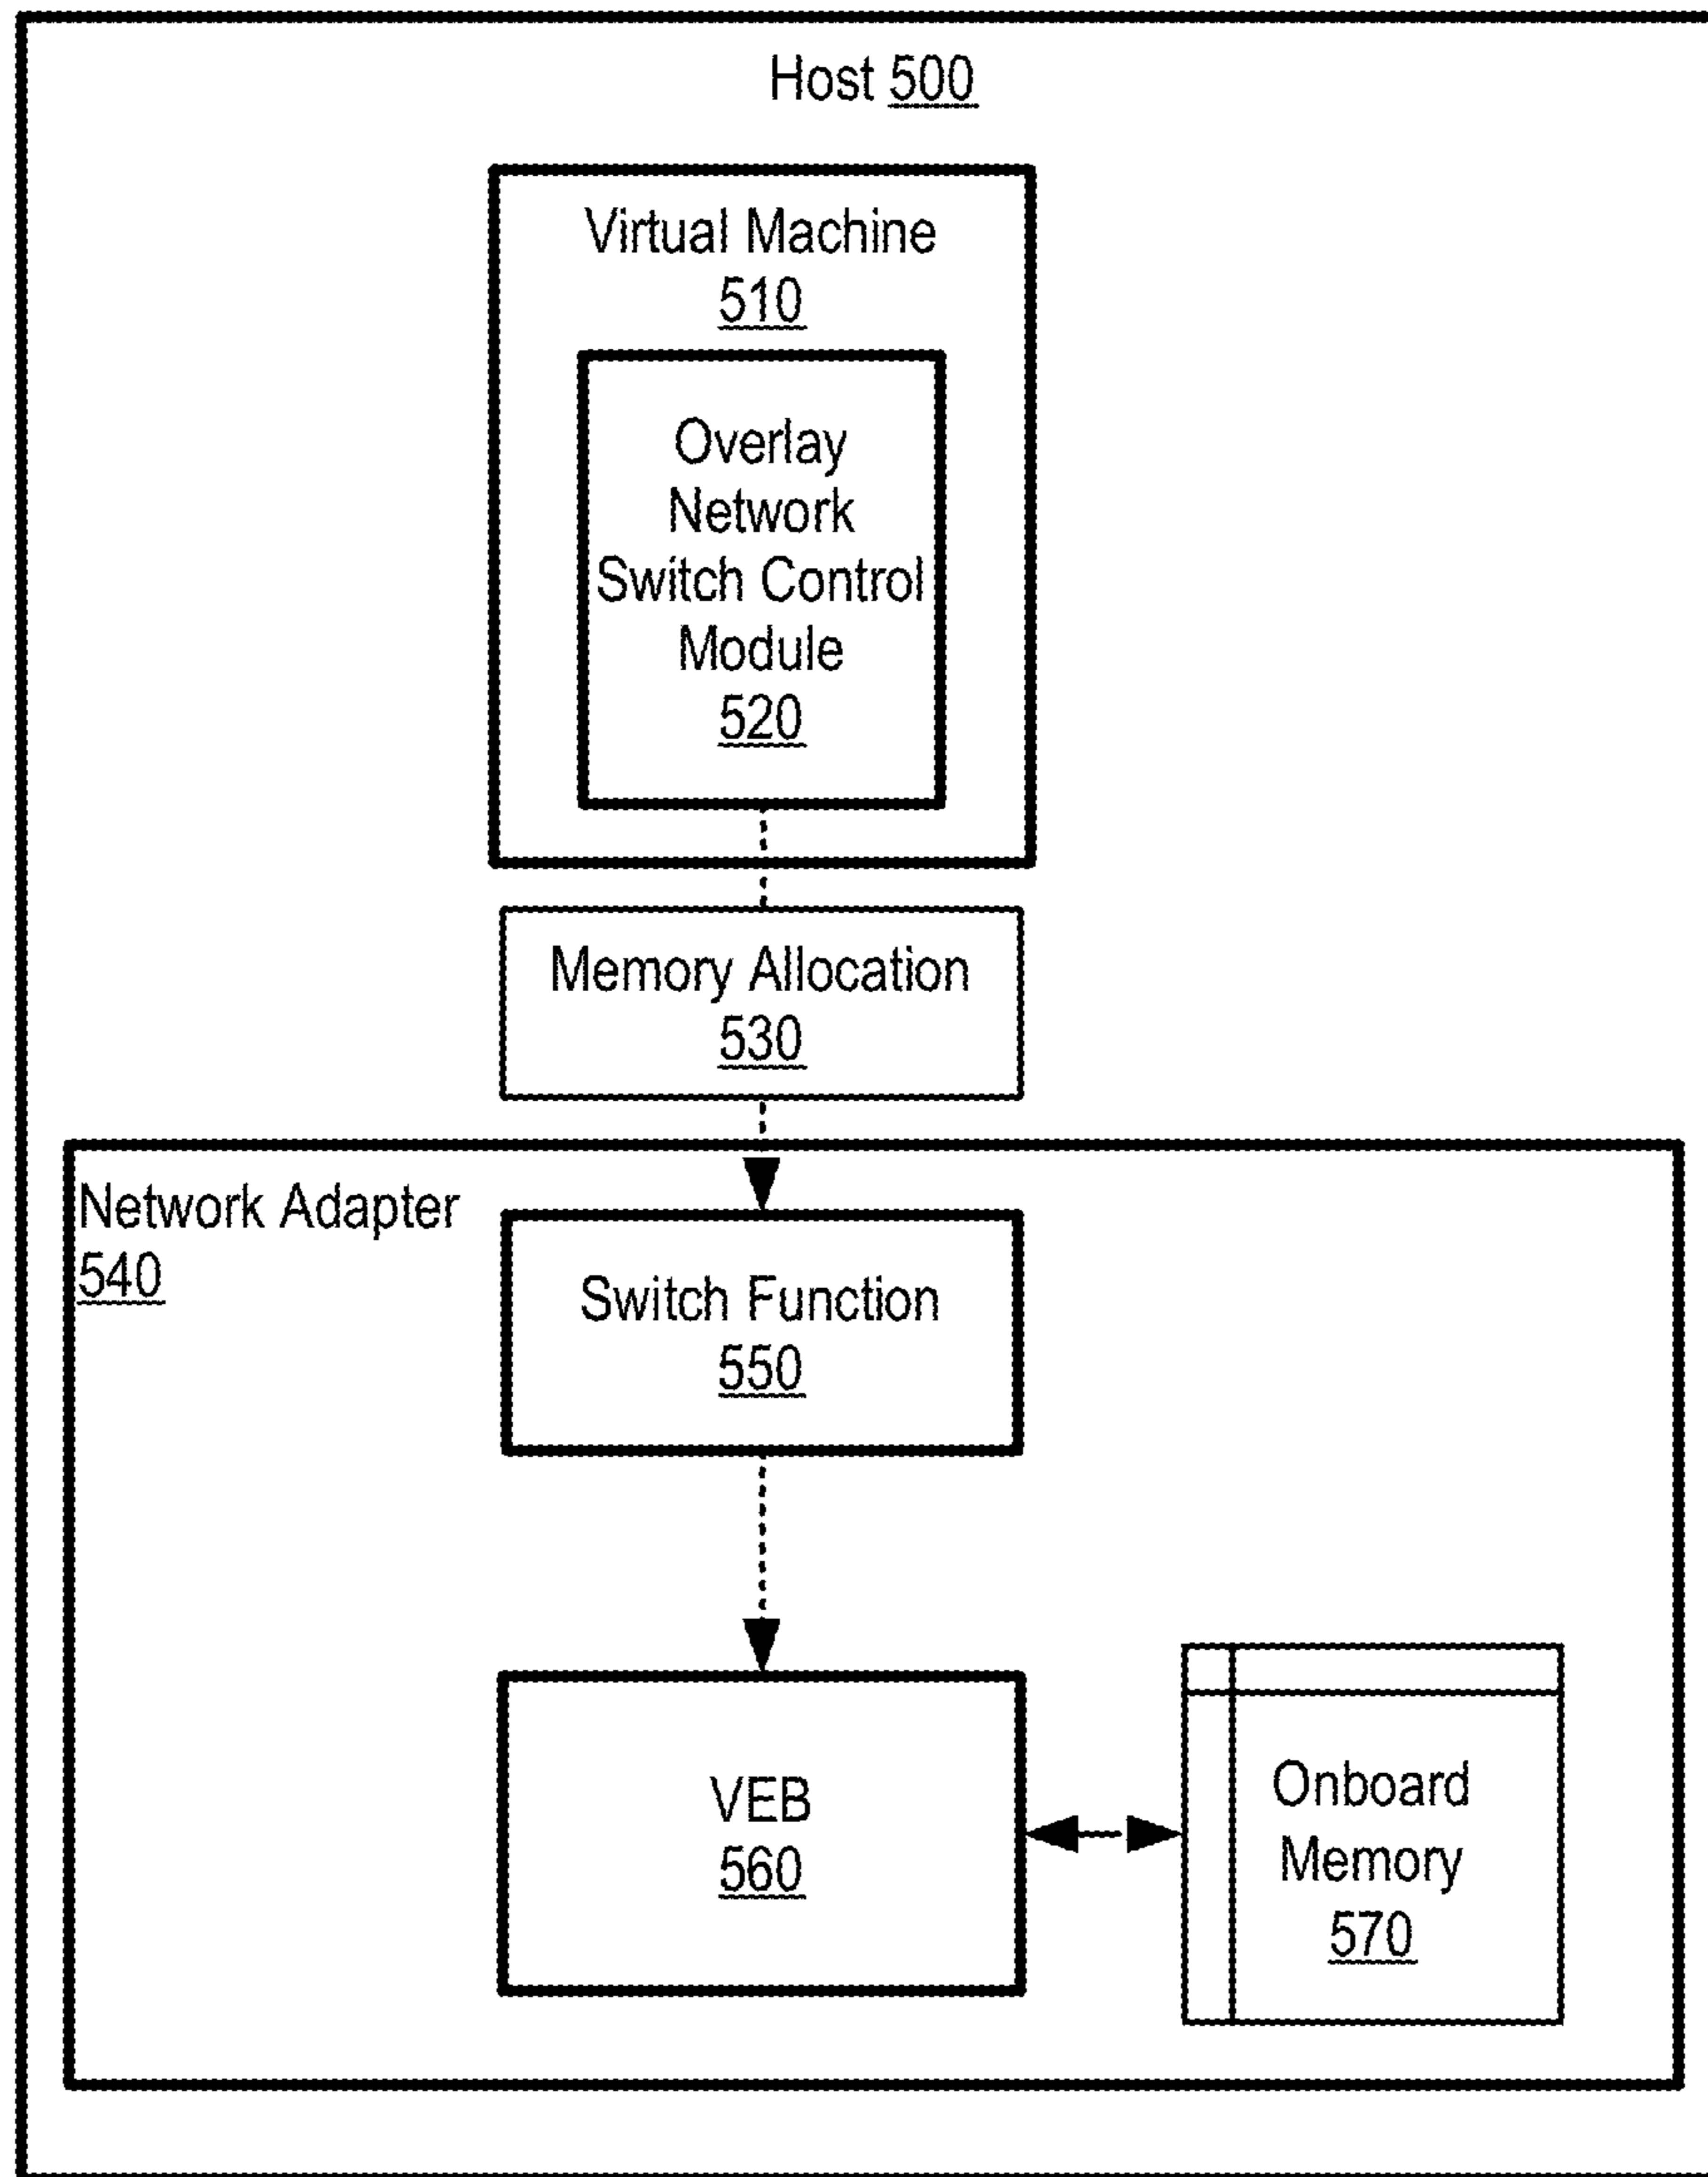 Host 500
Virtual Machine
510
Overlay
Network
Switch Control
Module
520
Memory Allocation
530
Network Adapter
540
Switch Function
550
VEB
560
Onboard
Memory
570